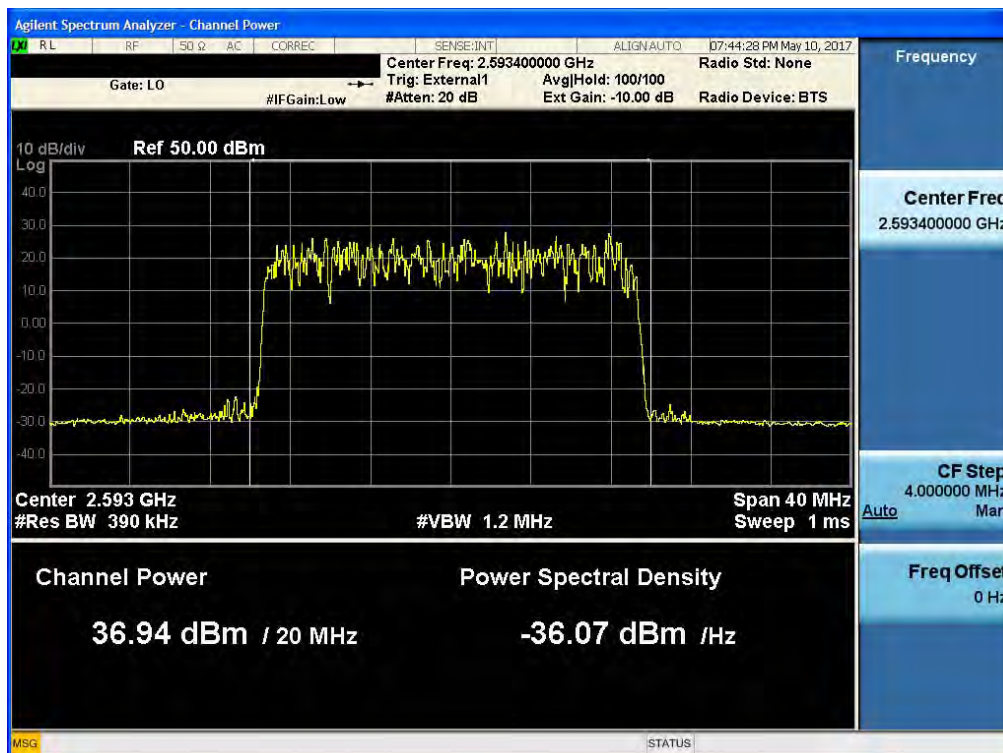 Agilent Spectrum Analyzer - Channel Power
LXI RL RF 50 Ω AC CORREC SENSE:INT ALIGNAUTO 07:44:28 PM May 10, 2017
Center Freq: 2.593400000 GHz Radio Std: None
Gate: LO Trig: External1 Avg|Hold: 100/100
#IFGain:Low #Atten: 20 dB Ext Gain: -10.00 dB Radio Device: BTS
10 dB/div Ref 50.00 dBm
Log
40.0
30.0
20.0
10.0
0.00
-10.0
-20.0
-30.0
-40.0
Center 2.593 GHz Span 40 MHz
#Res BW 390 kHz #VBW 1.2 MHz Sweep 1 ms
Channel Power Power Spectral Density
36.94 dBm / 20 MHz -36.07 dBm /Hz
MSG STATUS
Frequency
Center Freq
2.593400000 GHz
CF Step
4.000000 MHz
Auto Man
Freq Offset
0 Hz